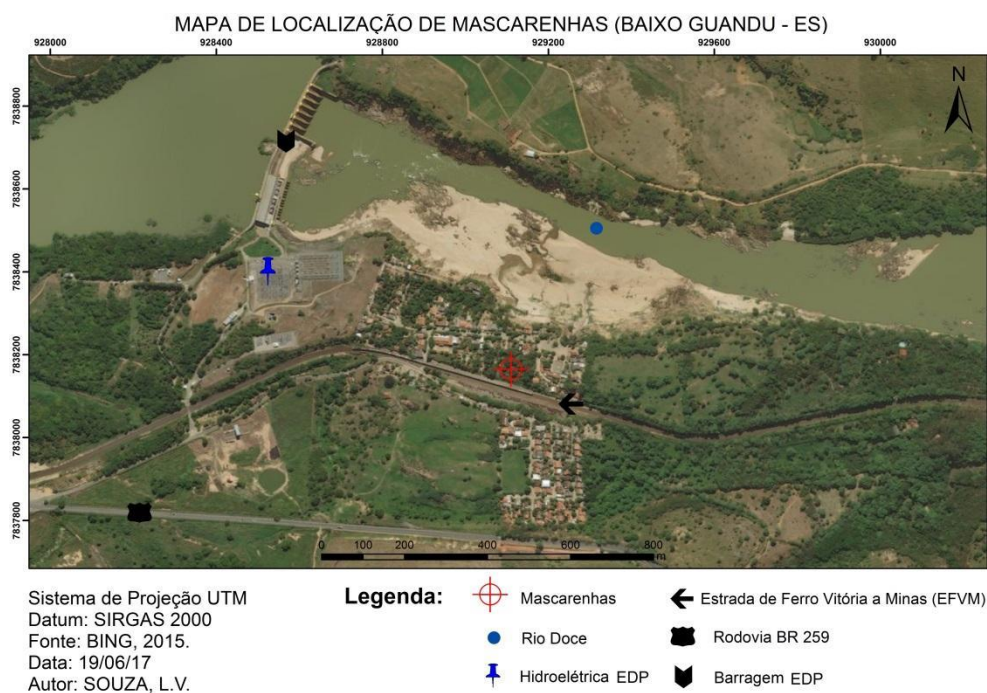 MAPA DE LOCALIZAÇÃO DE MASCARENHAS (BAIXO GUANDU - ES)
928000 928400 928800 929200 929600 930000
N
7838800
7838600
7838400
7838200
7838000
7837800
0 100 200 400 600 800
m
Sistema de Projeção UTM
Datum: SIRGAS 2000
Fonte: BING, 2015.
Data: 19/06/17
Autor: SOUZA, L.V.
Legenda:
Mascarenhas
Rio Doce
Hidroelétrica EDP
Estrada de Ferro Vitória a Minas (EFVM)
Rodovia BR 259
Barragem EDP